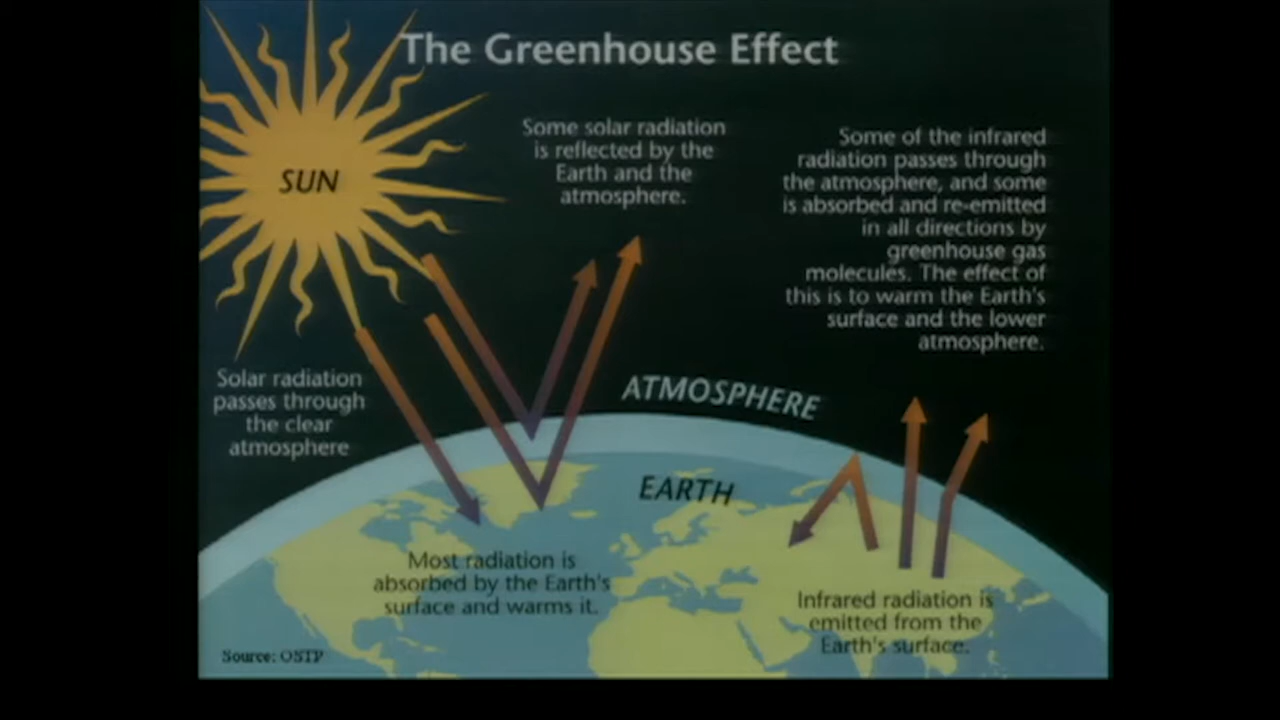 The Greenhouse Effect
SUN
Some solar radiation
is reflected by the
Earth and the
atmosphere.
Some of the infrared
radiation passes through
the atmosphere, and some
is absorbed and re-emitted
in all directions by
greenhouse gas
molecules. The effect of
this is to warm the Earth's
surface and the lower
atmosphere.
Solar radiation
passes through
the clear
atmosphere
ATMOSPHERE
EARTH
Most radiation is
absorbed by the Earth's
surface and warms it.
Infrared radiation is
emitted from the
Earth's surface.
Source: OSTP